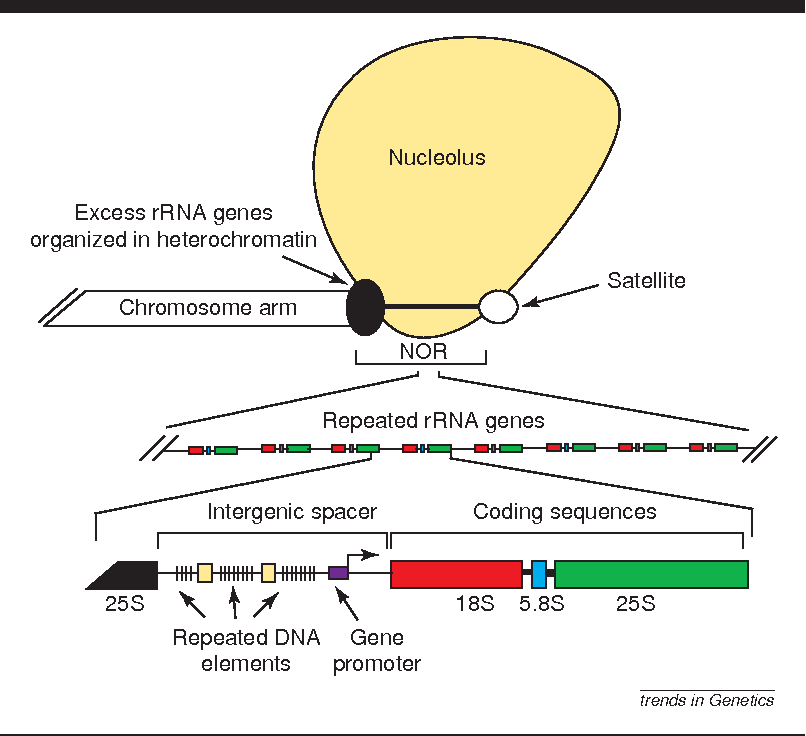 Nucleolus
Excess rRNA genes
organized in heterochromatin
Satellite
Chromosome arm
NOR
Repeated rRNA genes
Intergenic spacer
Coding sequences
25S
18S
5.8S
25S
Repeated DNA
elements
Gene
promoter
trends in Genetics